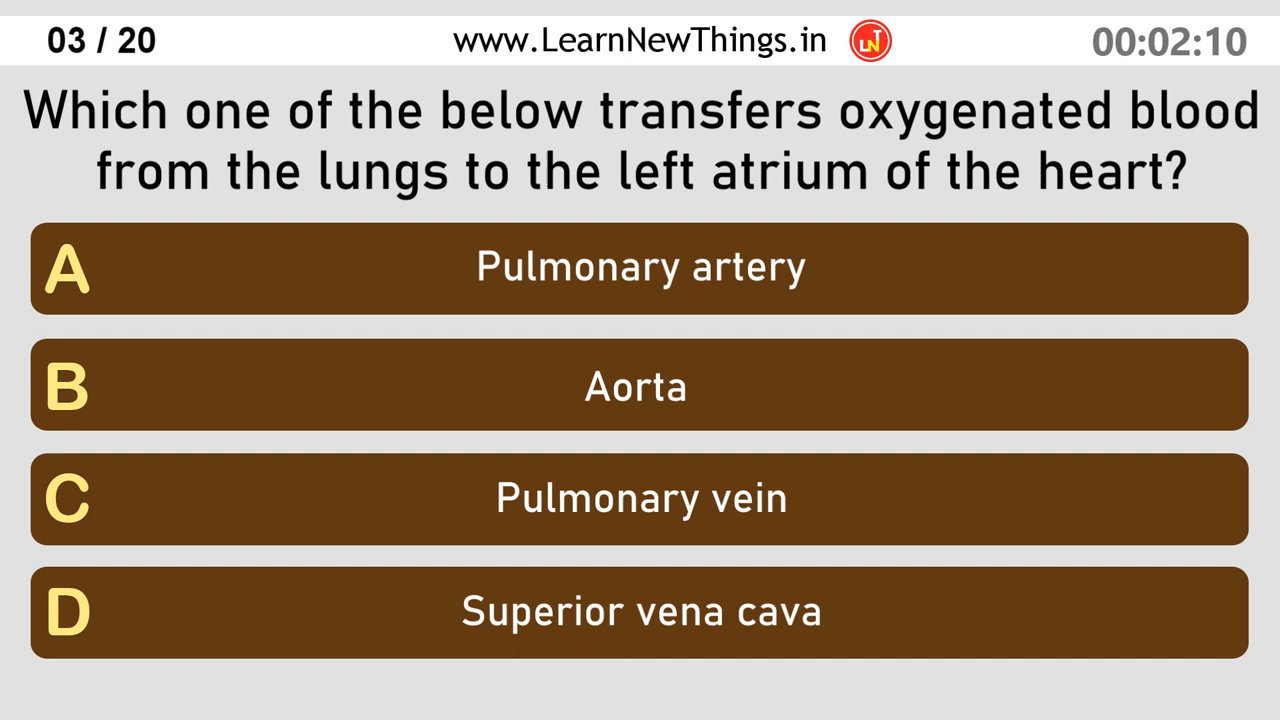 03 / 20
www.LearnNewThings.in
LNT
00:02:10
Which one of the below transfers oxygenated blood
from the lungs to the left atrium of the heart?
A
Pulmonary artery
B
Aorta
C
Pulmonary vein
D
Superior vena cava